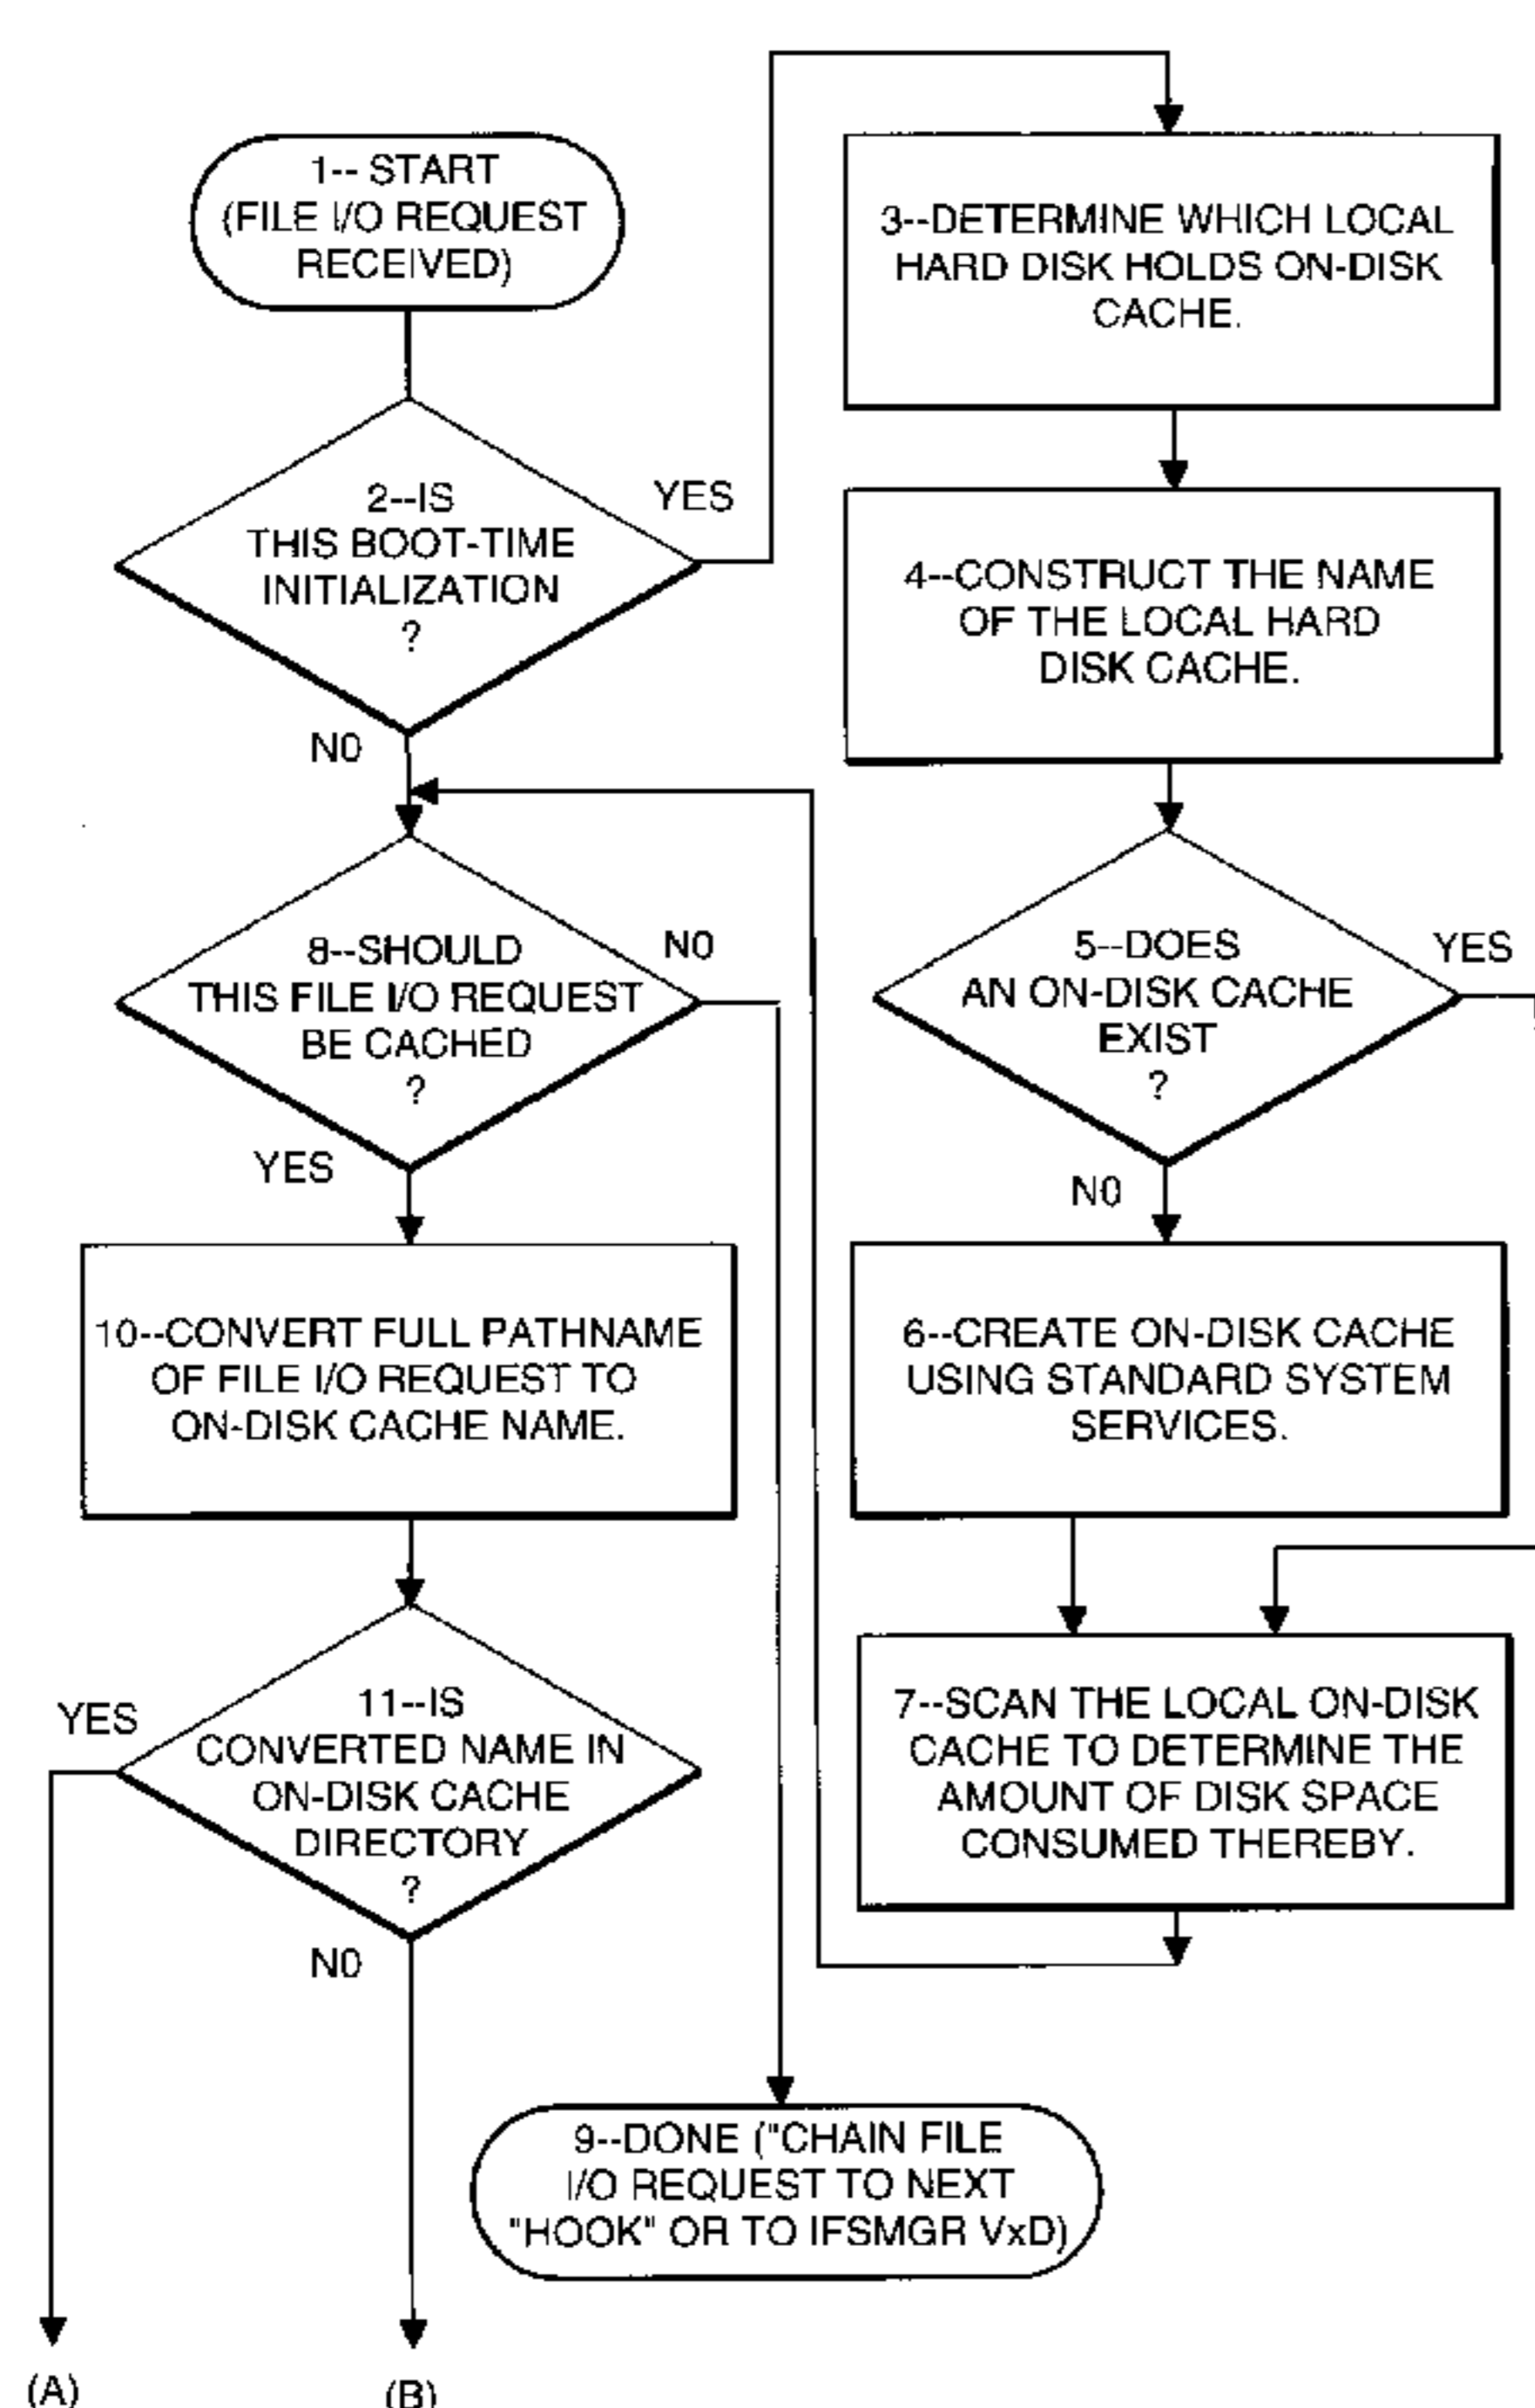 1-- START
(FILE I/O REQUEST
RECEIVED)
2--IS
THIS BOOT-TIME
INITIALIZATION
?
YES
NO
3--DETERMINE WHICH LOCAL
HARD DISK HOLDS ON-DISK
CACHE.
4--CONSTRUCT THE NAME
OF THE LOCAL HARD
DISK CACHE.
5--DOES
AN ON-DISK CACHE
EXIST
?
YES
NO
6--CREATE ON-DISK CACHE
USING STANDARD SYSTEM
SERVICES.
7--SCAN THE LOCAL ON-DISK
CACHE TO DETERMINE THE
AMOUNT OF DISK SPACE
CONSUMED THEREBY.
8--SHOULD
THIS FILE I/O REQUEST
BE CACHED
?
NO
YES
9--DONE ("CHAIN FILE
I/O REQUEST TO NEXT
"HOOK" OR TO IFSMGR VxD)
10--CONVERT FULL PATHNAME
OF FILE I/O REQUEST TO
ON-DISK CACHE NAME.
11--IS
CONVERTED NAME IN
ON-DISK CACHE
DIRECTORY
?
YES
NO
(A)
(B)